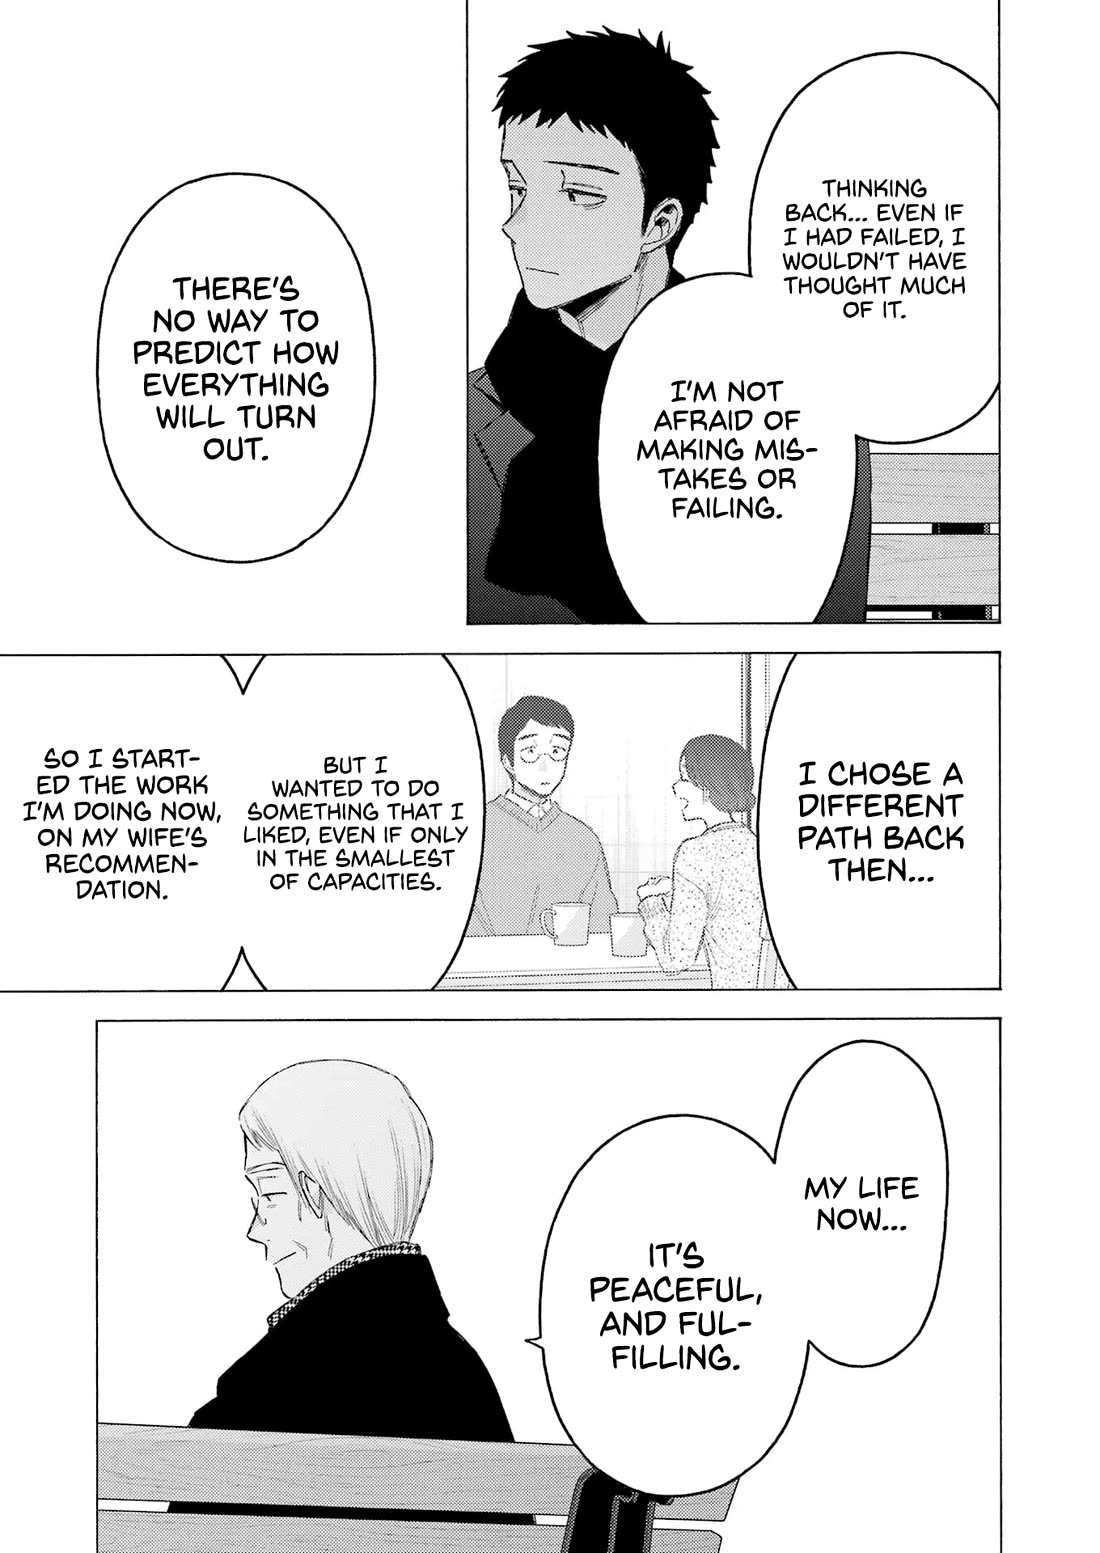 THINKING
BACK... EVEN IF
I HAD FAILED, I
WOULDN'T HAVE
THOUGHT MUCH
OF IT.
I'M NOT
AFRAID OF
MAKING MIS-
TAKES OR
FAILING.
THERE'S
NO WAY TO
PREDICT HOW
EVERYTHING
WILL TURN
OUT.
I CHOSE A
DIFFERENT
PATH BACK
THEN...
BUT I
WANTED TO DO
SOMETHING THAT I
LIKED, EVEN IF ONLY
IN THE SMALLEST
OF CAPACITIES.
SO I START-
ED THE WORK
I'M DOING NOW,
ON MY WIFE'S
RECOMMEN-
DATION.
MY LIFE
NOW...
IT'S
PEACEFUL,
AND FUL-
FILLING.